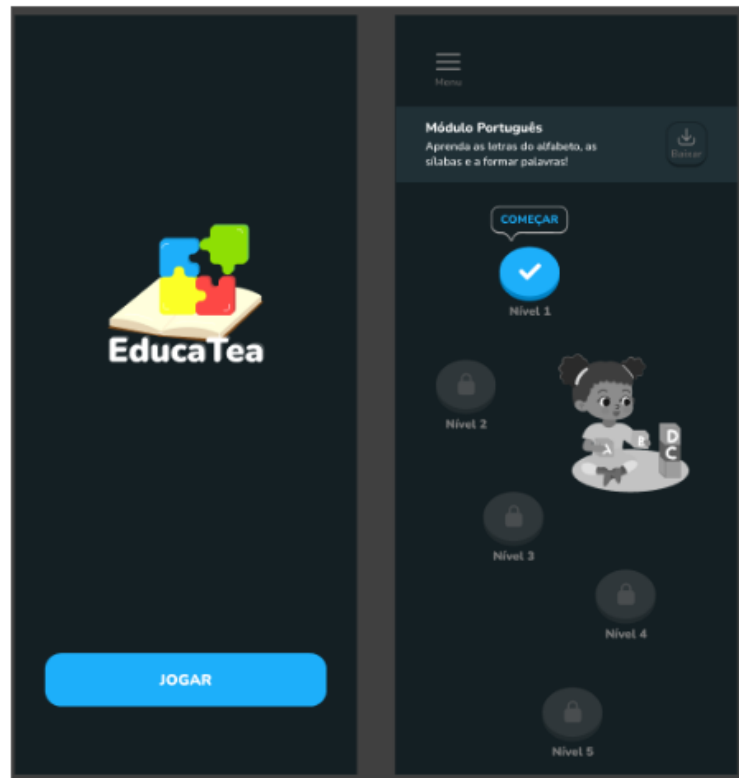 EducaTea
JOGAR
Menu
Módulo Português
Aprenda as letras do alfabeto, as
sílabas e a formar palavras!
Baixar
COMEÇAR
Nível 1
Nível 2
A
B
D
C
Nível 3
Nível 4
Nível 5